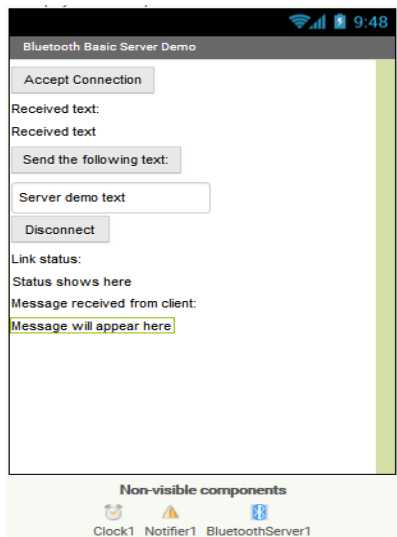 9:48
Bluetooth Basic Server Demo
Accept Connection
Received text:
Received text
Send the following text:
Server demo text
Disconnect
Link status:
Status shows here
Message received from client:
Message will appear here
Non-visible components
Clock1 Notifier1 BluetoothServer1